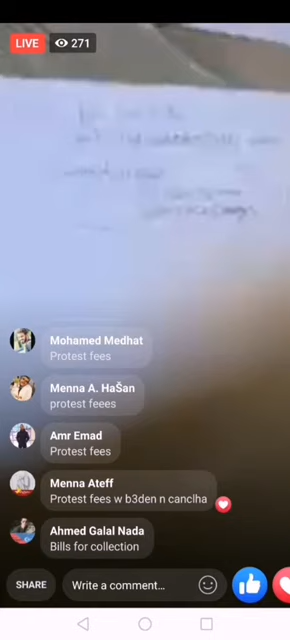 LIVE
271
Mohamed Medhat
Protest fees
Menna A. HaŠan
protest feees
Amr Emad
Protest fees
Menna Ateff
Protest fees w b3den n canclha
Ahmed Galal Nada
Bills for collection
SHARE
Write a comment...